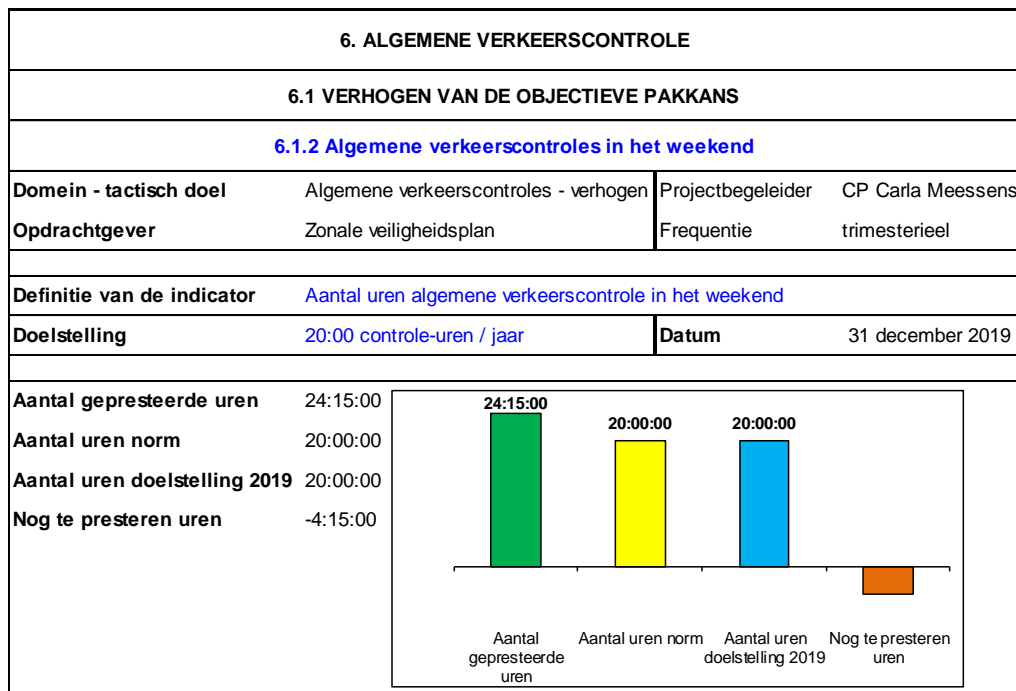 6. ALGEMENE VERKEERSCONTROLE
6.1 VERHOGEN VAN DE OBJECTIEVE PAKKANS
6.1.2 Algemene verkeerscontroles in het weekend
Domein - tactisch doel Algemene verkeerscontroles - verhogen Projectbegeleider CP Carla Meessens
Opdrachtgever Zonale veiligheidsplan Frequentie trimesterieel
Definitie van de indicator Aantal uren algemene verkeerscontrole in het weekend
Doelstelling 20:00 controle-uren / jaar Datum 31 december 2019
Aantal gepresteerde uren 24:15:00
Aantal uren norm 20:00:00
Aantal uren doelstelling 2019 20:00:00
Nog te presteren uren -4:15:00
24:15:00
20:00:00 20:00:00
Aantal
gepresteerde
uren
Aantal uren norm
Aantal uren
doelstelling 2019
Nog te presteren
uren